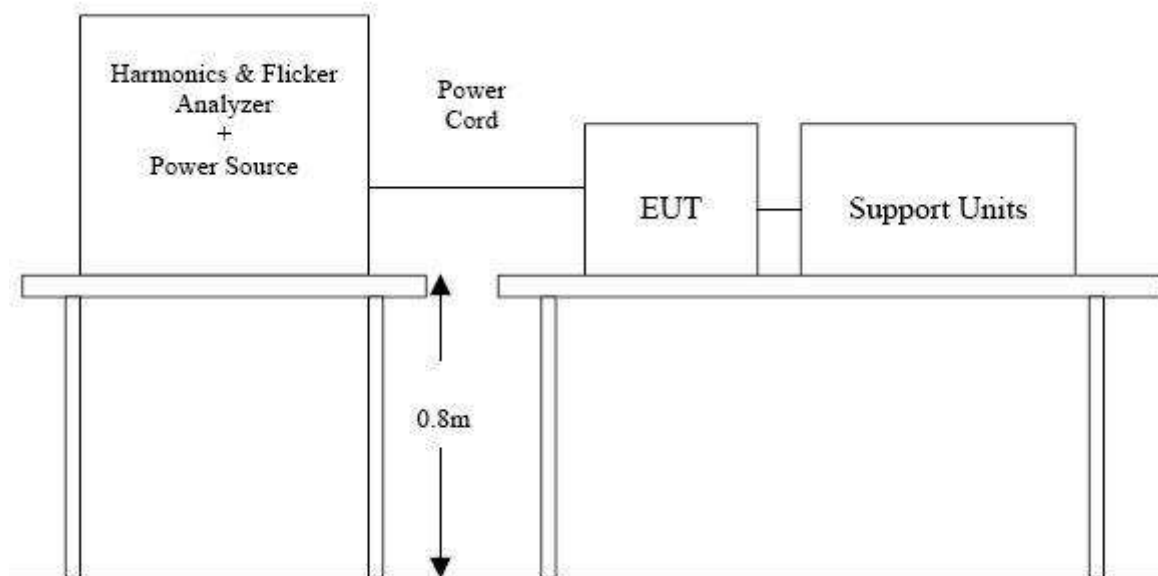 Harmonics & Flicker
Analyzer
+
Power Source
Power
Cord
EUT
Support Units
0.8m